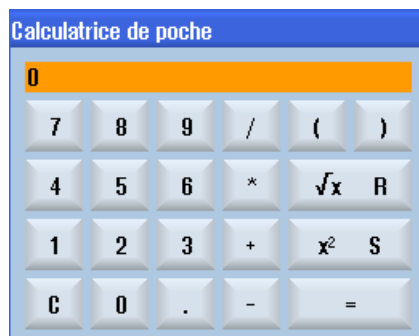 Calculatrice de poche
0
7 8 9 / ( )
4 5 6 * √x R
1 2 3 + x² S
C 0 . - =